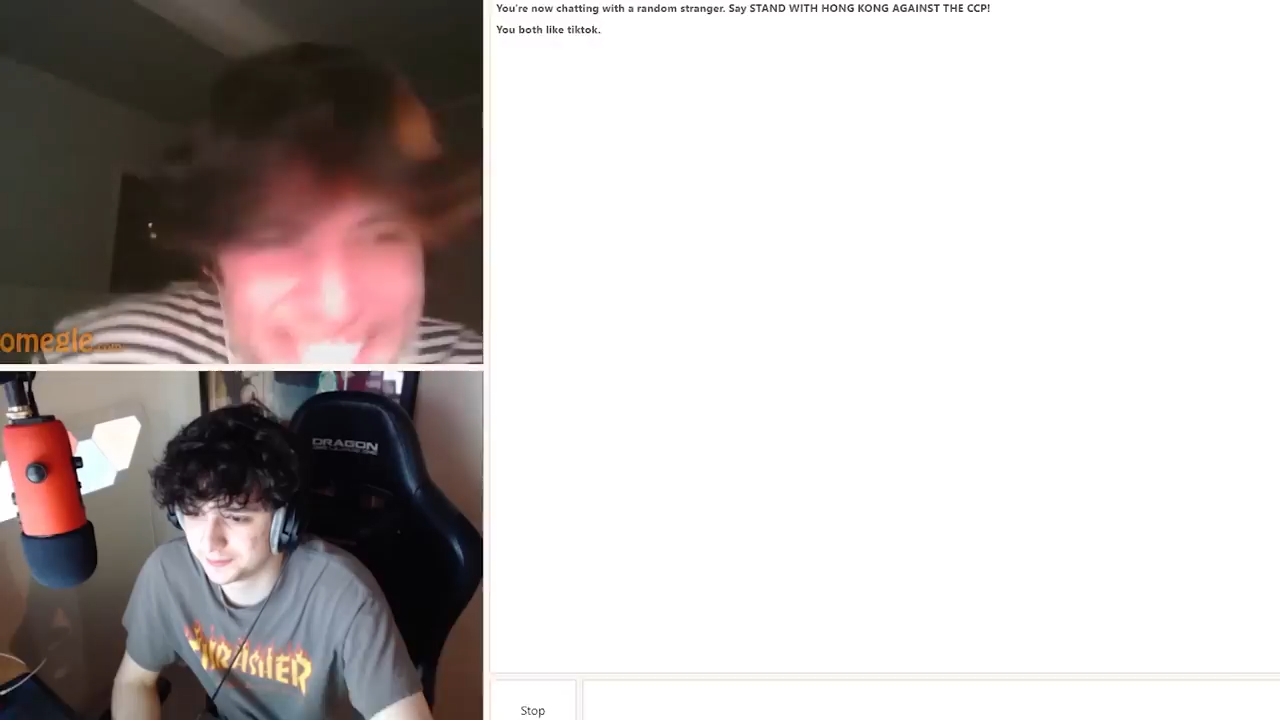 You're now chatting with a random stranger. Say STAND WITH HONG KONG AGAINST THE CCP!
You both like tiktok.
omegle.com
DRAGON
THRASHER
Stop